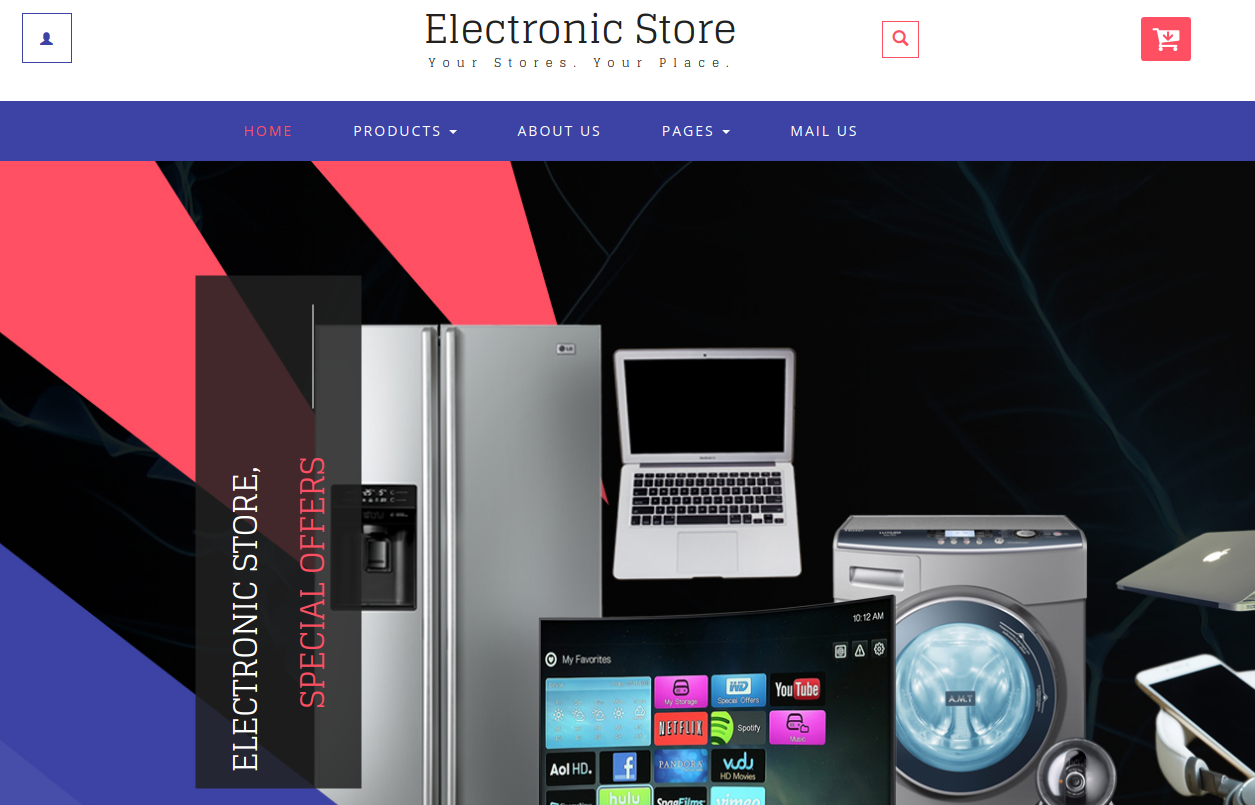 Electronic Store
Your Stores. Your Place.
HOME
PRODUCTS
ABOUT US
PAGES
MAIL US
ELECTRONIC STORE,
SPECIAL OFFERS
LG
10:12 AM
My Favorites
My Storage
WD
Special Offers
YouTube
NETFLIX
Spotify
Music
Aol HD.
PANDORA
vudu
HD Movies
hulu
vimeo
A.M.T